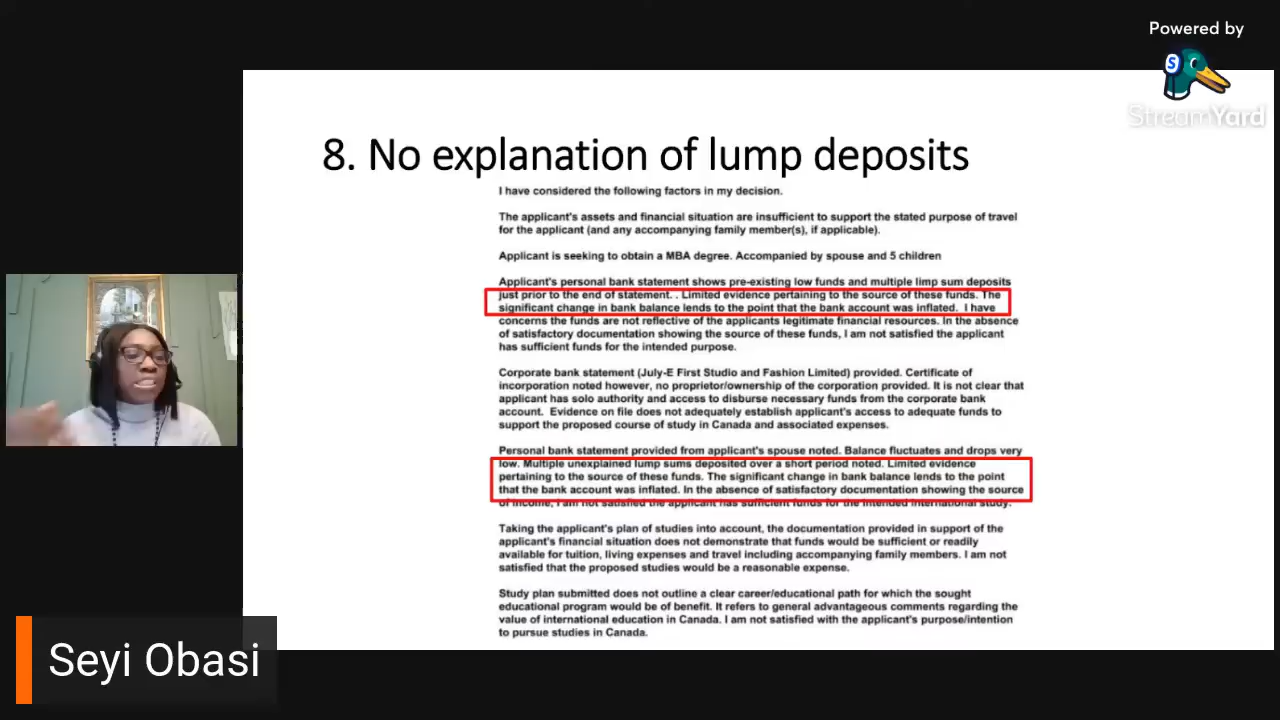 Powered by
StreamYard
8. No explanation of lump deposits
I have considered the following factors in my decision.
The applicant's assets and financial situation are insufficient to support the stated purpose of travel
for the applicant (and any accompanying family member(s), if applicable).
Applicant is seeking to obtain a MBA degree. Accompanied by spouse and 5 children
Applicant's personal bank statement shows pre-existing low funds and multiple limp sum deposits
just prior to the end of statement. . Limited evidence pertaining to the source of these funds. The
significant change in bank balance lends to the point that the bank account was inflated. I have
concerns the funds are not reflective of the applicants legitimate financial resources. In the absence
of satisfactory documentation showing the source of these funds, I am not satisfied the applicant
has sufficient funds for the intended purpose.
Corporate bank statement (July-E First Studio and Fashion Limited) provided. Certificate of
incorporation noted however, no proprietor/ownership of the corporation provided. It is not clear that
applicant has solo authority and access to disburse necessary funds from the corporate bank
account. Evidence on file does not adequately establish applicant's access to adequate funds to
support the proposed course of study in Canada and associated expenses.
Personal bank statement provided from applicant's spouse noted. Balance fluctuates and drops very
low. Multiple unexplained lump sums deposited over a short period noted. Limited evidence
pertaining to the source of these funds. The significant change in bank balance lends to the point
that the bank account was inflated. In the absence of satisfactory documentation showing the source
of income, I am not satisfied the applicant has sufficient funds for the intended international study.
Taking the applicant's plan of studies into account, the documentation provided in support of the
applicant's financial situation does not demonstrate that funds would be sufficient or readily
available for tuition, living expenses and travel including accompanying family members. I am not
satisfied that the proposed studies would be a reasonable expense.
Study plan submitted does not outline a clear career/educational path for which the sought
educational program would be of benefit. It refers to general advantageous comments regarding the
value of international education in Canada. I am not satisfied with the applicant's purpose/intention
to pursue studies in Canada.
Seyi Obasi